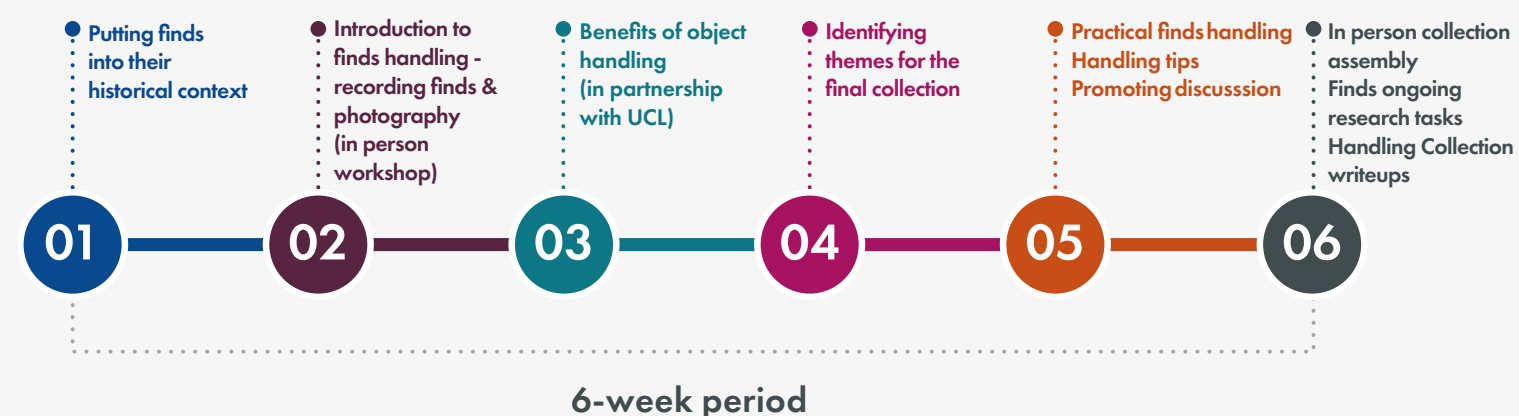 Putting finds
into their
historical context
Introduction to
finds handling -
recording finds &
photography
(in person
workshop)
Benefits of object
handling
(in partnership
with UCL)
Identifying
themes for the
final collection
Practical finds handling
Handling tips
Promoting discusssion
In person collection
assembly
Finds ongoing
research tasks
Handling Collection
writeups
01
02
03
04
05
06
6-week period